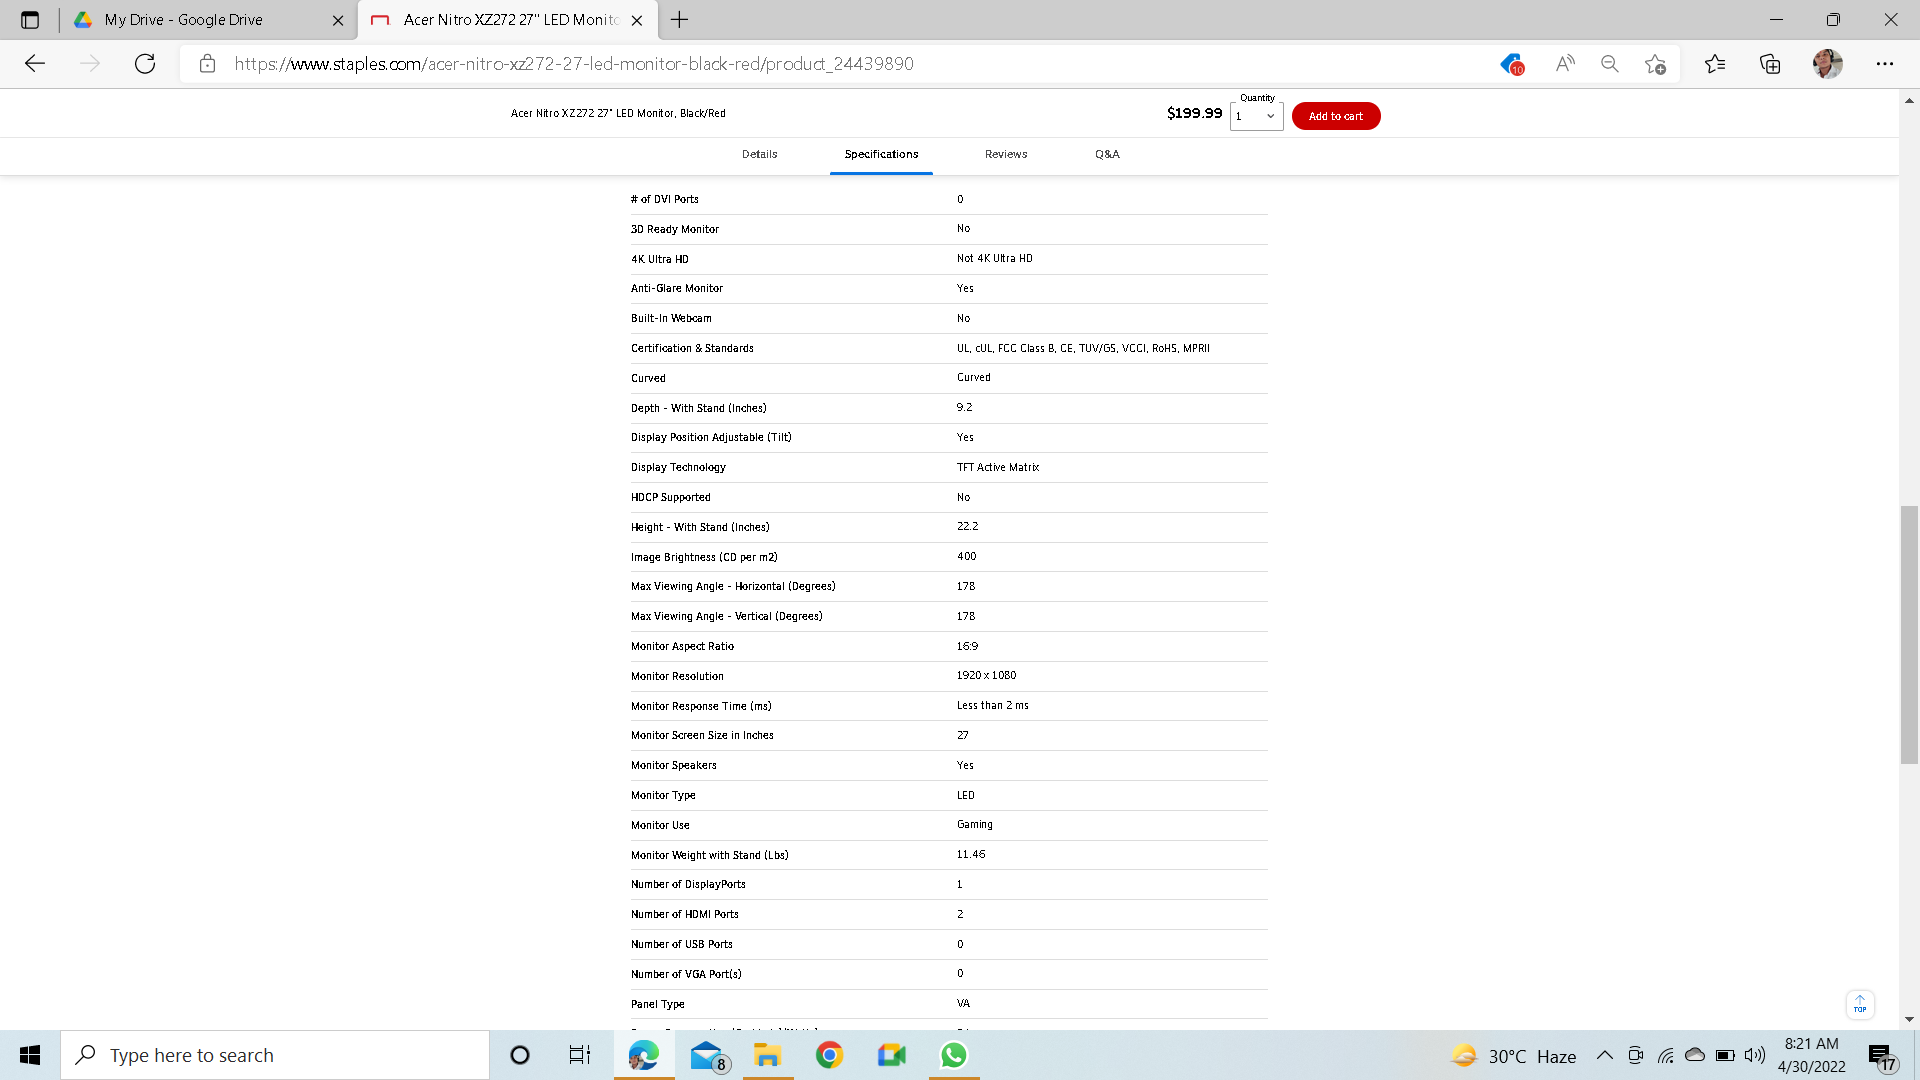 My Drive - Google Drive
Acer Nitro XZ272 27" LED Monito
https://www.staples.com/acer-nitro-xz272-27-led-monitor-black-red/product_24439890
10
Acer Nitro XZ272 27" LED Monitor, Black/Red
$199.99
Quantity
1
Add to cart
Details
Specifications
Reviews
Q&A
# of DVI Ports 0
3D Ready Monitor No
4K Ultra HD Not 4K Ultra HD
Anti-Glare Monitor Yes
Built-In Webcam No
Certification & Standards UL, cUL, FCC Class B, CE, TUV/GS, VCCI, RoHS, MPRII
Curved Curved
Depth - With Stand (Inches) 9.2
Display Position Adjustable (Tilt) Yes
Display Technology TFT Active Matrix
HDCP Supported No
Height - With Stand (Inches) 22.2
Image Brightness (CD per m2) 400
Max Viewing Angle - Horizontal (Degrees) 178
Max Viewing Angle - Vertical (Degrees) 178
Monitor Aspect Ratio 16:9
Monitor Resolution 1920 x 1080
Monitor Response Time (ms) Less than 2 ms
Monitor Screen Size in Inches 27
Monitor Speakers Yes
Monitor Type LED
Monitor Use Gaming
Monitor Weight with Stand (Lbs) 11.46
Number of DisplayPorts 1
Number of HDMI Ports 2
Number of USB Ports 0
Number of VGA Port(s) 0
Panel Type VA
TOP
Type here to search
8
30°C Haze
8:21 AM
4/30/2022
17